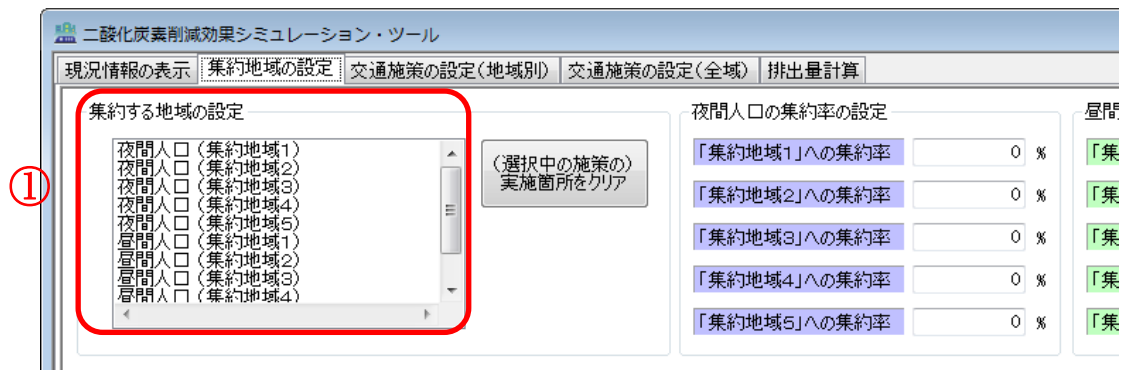 二酸化炭素削減効果シミュレーション・ツール
現況情報の表示 集約地域の設定 交通施策の設定(地域別) 交通施策の設定(全域) 排出量計算
集約する地域の設定
①
夜間人口(集約地域1)
夜間人口(集約地域2)
夜間人口(集約地域3)
夜間人口(集約地域4)
夜間人口(集約地域5)
昼間人口(集約地域1)
昼間人口(集約地域2)
昼間人口(集約地域3)
昼間人口(集約地域4)
(選択中の施策の)
実施箇所をクリア
夜間人口の集約率の設定
「集約地域1」への集約率 0 %
「集約地域2」への集約率 0 %
「集約地域3」への集約率 0 %
「集約地域4」への集約率 0 %
「集約地域5」への集約率 0 %
昼間
「集
「集
「集
「集
「集